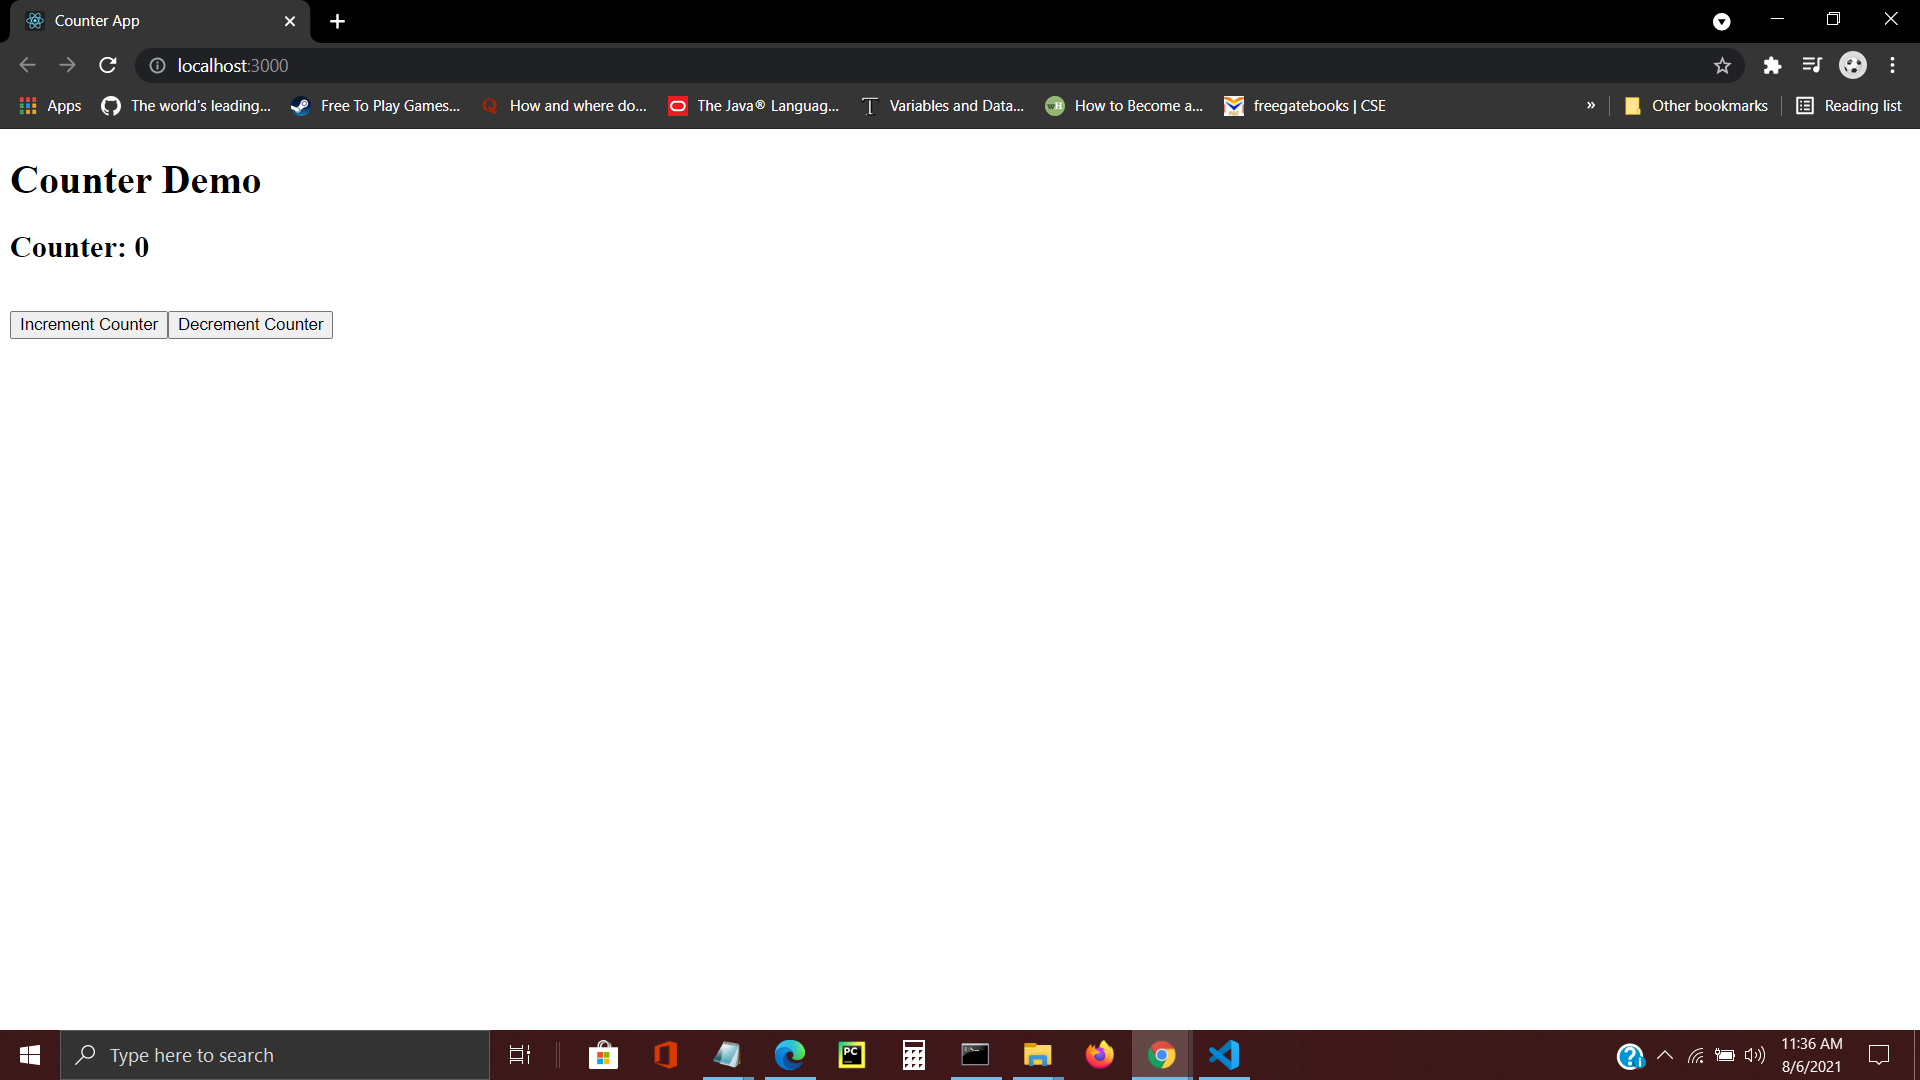 Counter App
localhost:3000
Apps
The world's leading...
Free To Play Games...
How and where do...
The Java® Languag...
Variables and Data...
How to Become a...
freegatebooks | CSE
»
Other bookmarks
Reading list
Counter Demo
Counter: 0
Increment Counter
Decrement Counter
Type here to search
PC
11:36 AM
8/6/2021